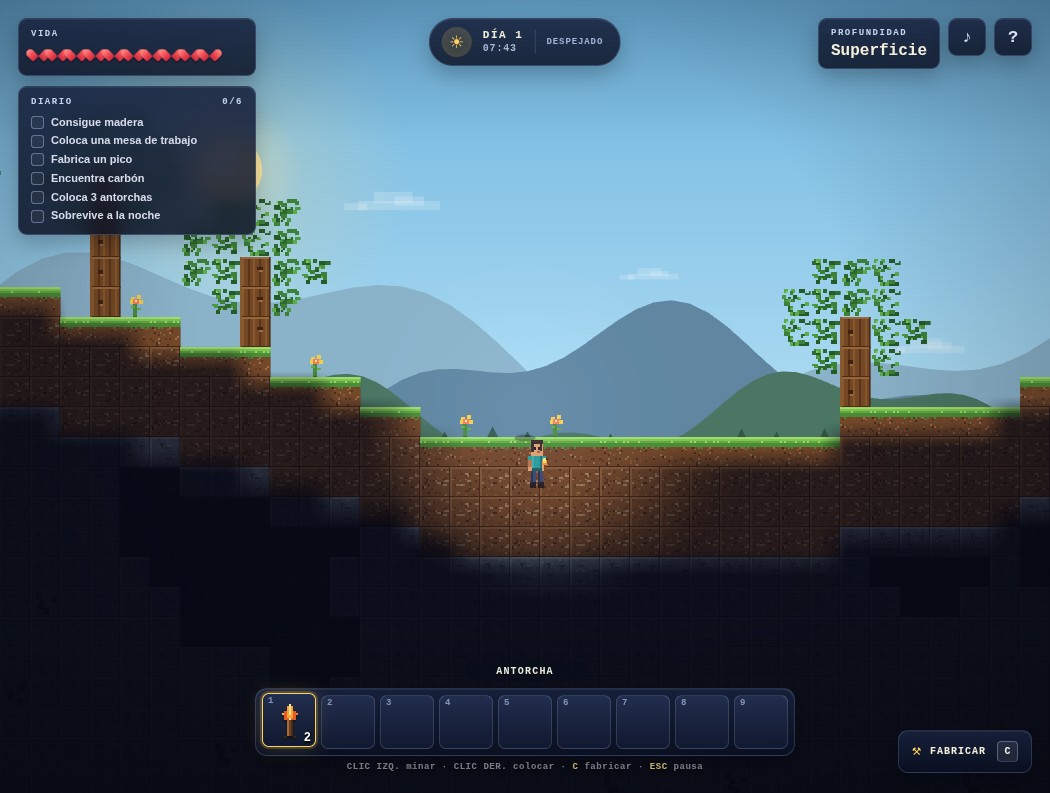 VIDA
DIARIO 0/6
Consigue madera
Coloca una mesa de trabajo
Fabrica un pico
Encuentra carbón
Coloca 3 antorchas
Sobrevive a la noche
DÍA 1
07:43
DESPEJADO
PROFUNDIDAD
Superficie
♪
?
ANTORCHA
1 2 3 4 5 6 7 8 9
2
CLIC IZQ. minar · CLIC DER. colocar · C fabricar · ESC pausa
FABRICAR C